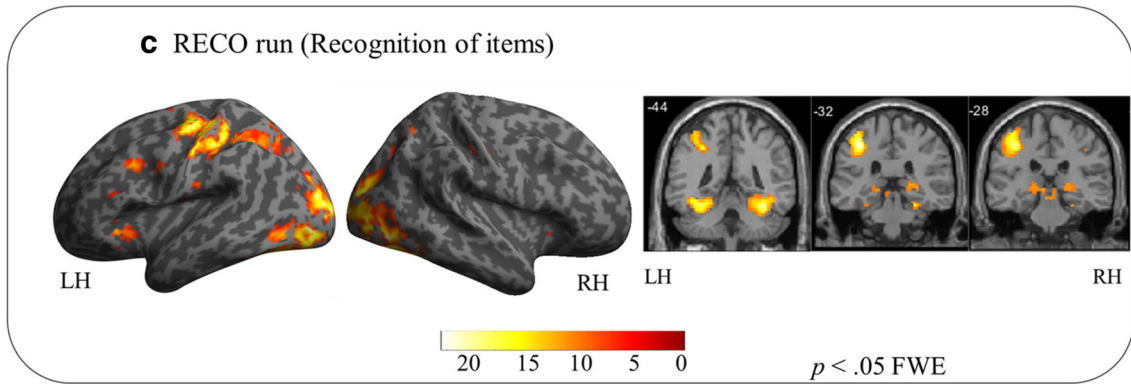 c RECO run (Recognition of items)
-44
-32
-28
LH
RH
LH
RH
20 15 10 5 0
p < .05 FWE